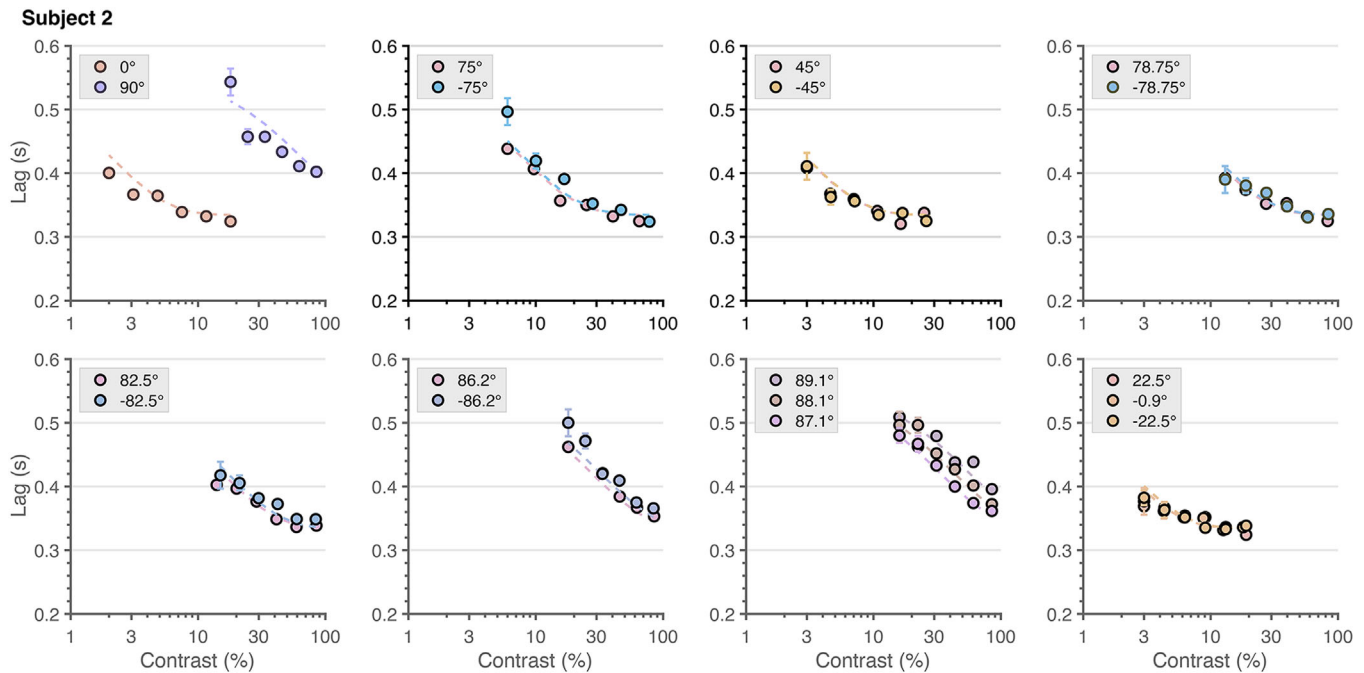 Subject 2
0.6 0.6 0.6 0.6
0° 75° 45° 78.75°
90° -75° -45° -78.75°
0.5 0.5 0.5 0.5
Lag (s)
0.4 0.4 0.4 0.4
0.3 0.3 0.3 0.3
0.2 0.2 0.2 0.2
1 3 10 30 100 1 3 10 30 100 1 3 10 30 100 1 3 10 30 100
0.6 0.6 0.6 0.6
82.5° 86.2° 89.1° 22.5°
-82.5° -86.2° 88.1° -0.9°
87.1° -22.5°
0.5 0.5 0.5 0.5
Lag (s)
0.4 0.4 0.4 0.4
0.3 0.3 0.3 0.3
0.2 0.2 0.2 0.2
1 3 10 30 100 1 3 10 30 100 1 3 10 30 100 1 3 10 30 100
Contrast (%) Contrast (%) Contrast (%) Contrast (%)